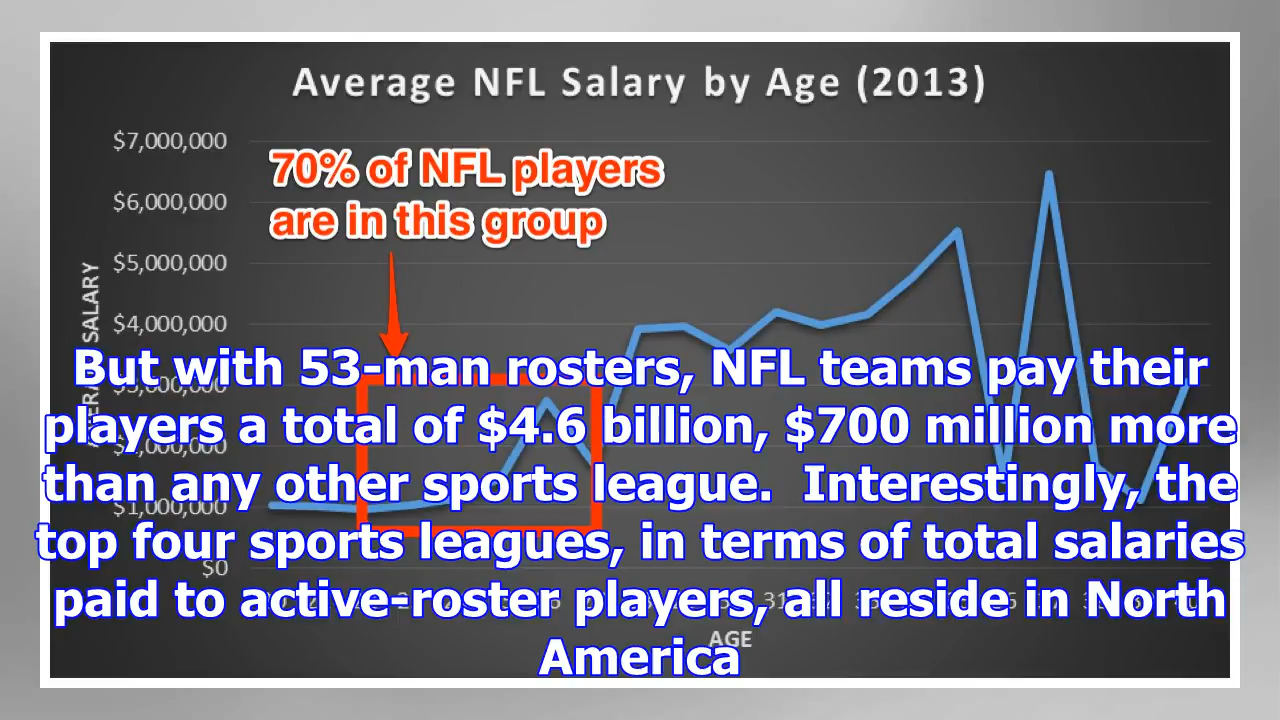 Average NFL Salary by Age (2013)
$7,000,000
70% of NFL players
$6,000,000
are in this group
$5,000,000
$4,000,000
SALARY
But with 53-man rosters, NFL teams pay their
players a total of $4.6 billion, $700 million more
than any other sports league. Interestingly, the
$1,000,000
top four sports leagues, in terms of total salaries
$0
paid to active-roster players, all reside in North
AGE
America